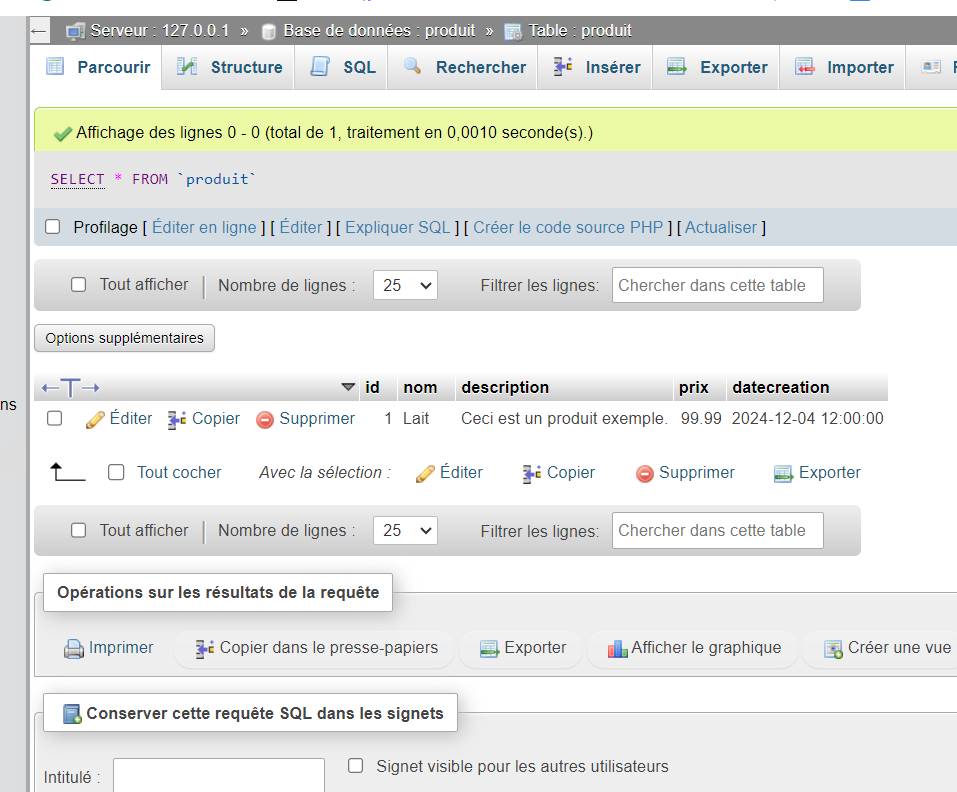 ← Serveur : 127.0.0.1 » Base de données : produit » Table : produit
Parcourir Structure SQL Rechercher Insérer Exporter Importer
Affichage des lignes 0 - 0 (total de 1, traitement en 0,0010 seconde(s).)
SELECT * FROM `produit`
Profilage [ Éditer en ligne ] [ Éditer ] [ Expliquer SQL ] [ Créer le code source PHP ] [ Actualiser ]
Tout afficher | Nombre de lignes : 25 Filtrer les lignes: Chercher dans cette table
Options supplémentaires
←T→ id nom description prix datecreation
ns
Éditer Copier Supprimer 1 Lait Ceci est un produit exemple. 99.99 2024-12-04 12:00:00
Tout cocher Avec la sélection : Éditer Copier Supprimer Exporter
Tout afficher | Nombre de lignes : 25 Filtrer les lignes: Chercher dans cette table
Opérations sur les résultats de la requête
Imprimer Copier dans le presse-papiers Exporter Afficher le graphique Créer une vue
Conserver cette requête SQL dans les signets
Signet visible pour les autres utilisateurs
Intitulé :